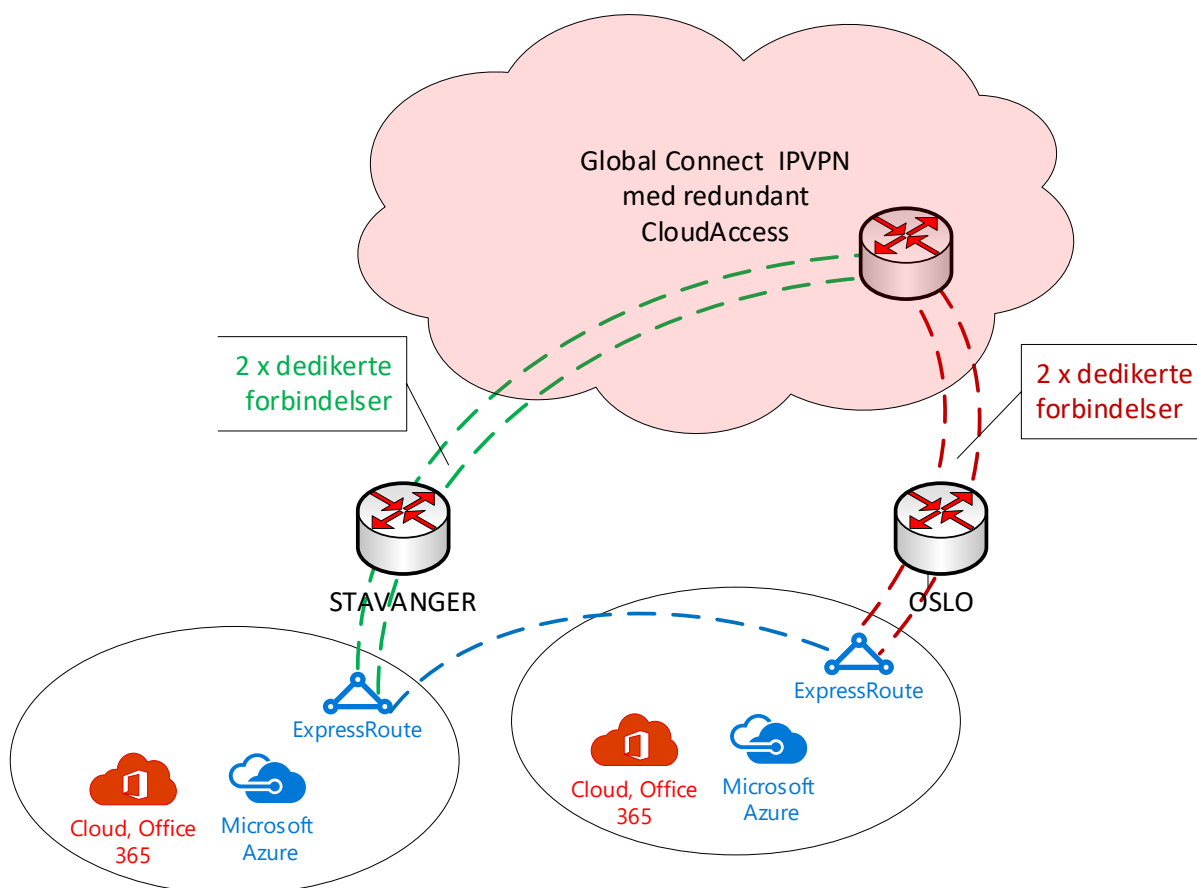 Global Connect IPVPN
med redundant
CloudAccess
2 x dedikerte
forbindelser
2 x dedikerte
forbindelser
STAVANGER
OSLO
ExpressRoute
ExpressRoute
Cloud, Office
365
Microsoft
Azure
Cloud, Office
365
Microsoft
Azure